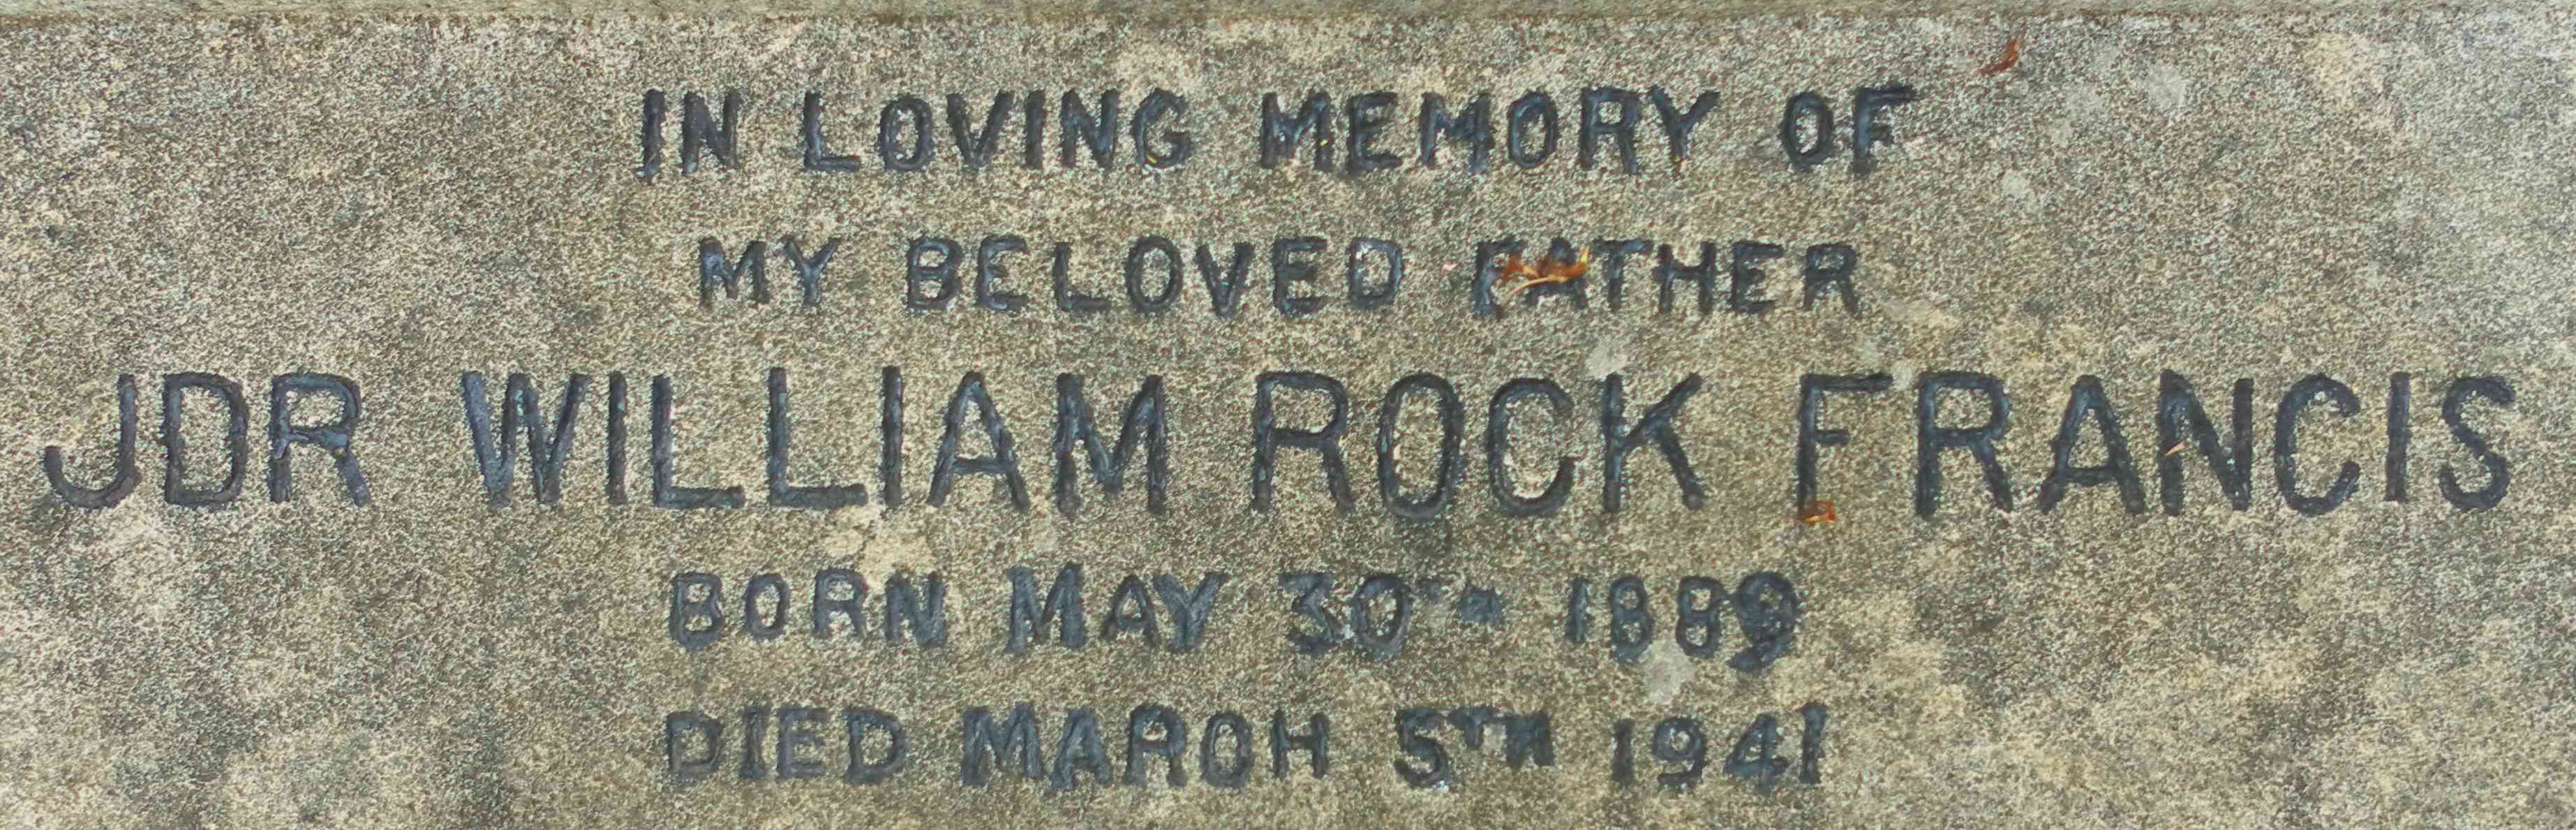 IN LOVING MEMORY OF
MY BELOVED FATHER
JDR WILLIAM ROCK FRANCIS
BORN MAY 30TH 1889
DIED MARCH 5TH 1941